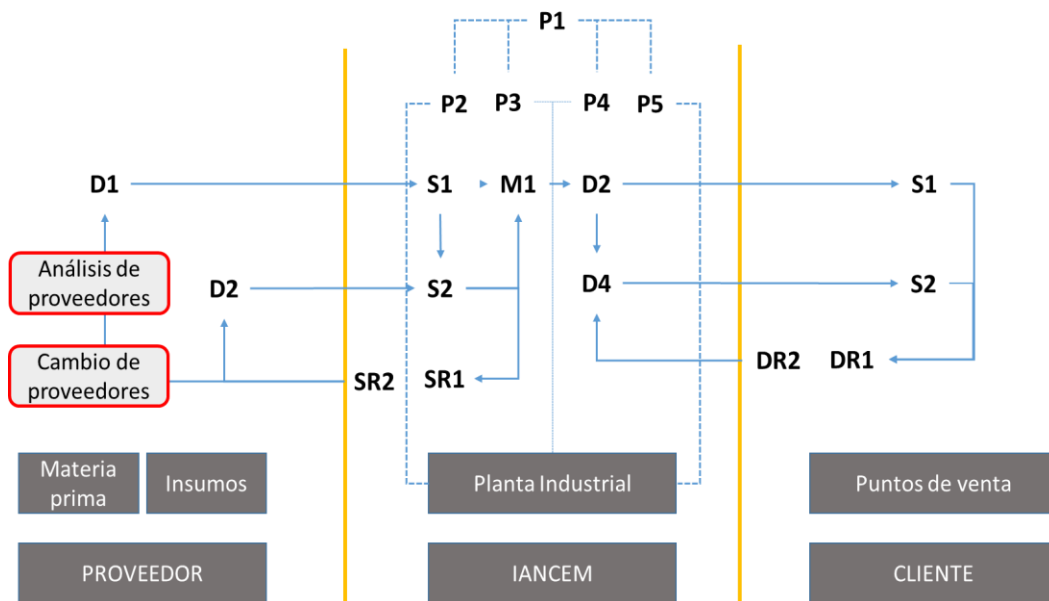 P1
P2 P3 P4 P5
D1 S1 M1 D2 S1
Análisis de
proveedores
D2 S2 D4 S2
Cambio de
proveedores
SR2 SR1 DR2 DR1
Materia
prima
Insumos
Planta Industrial
Puntos de venta
PROVEEDOR
IANCEM
CLIENTE